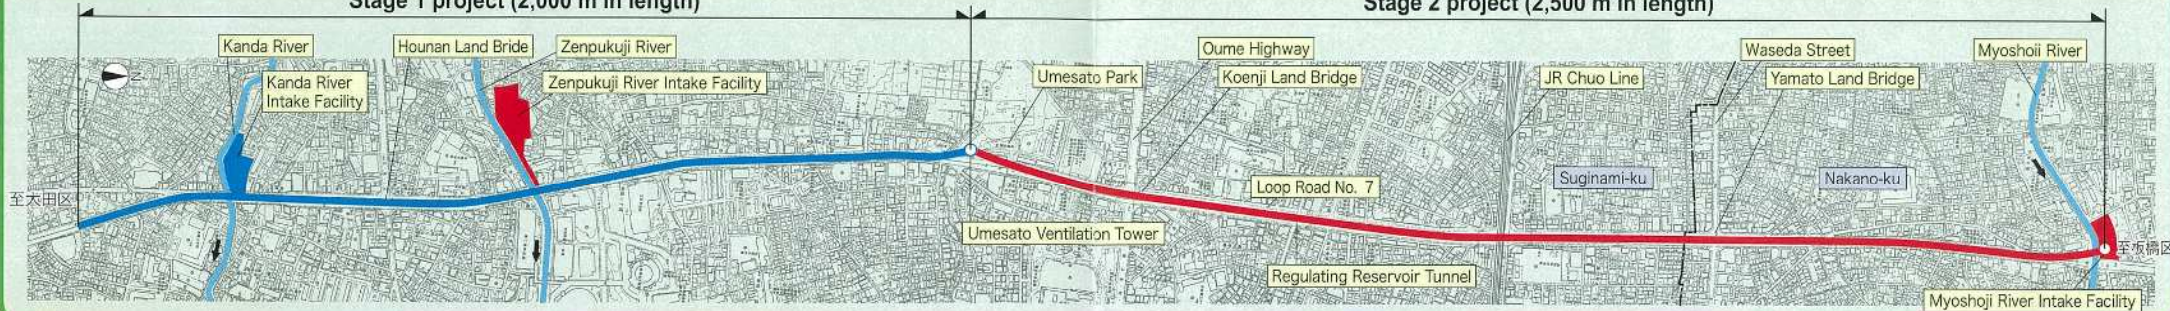 Stage 1 project (2,000 m in length)
Stage 2 project (2,500 m in length)
Kanda River
Hounan Land Bride
Zenpukuji River
Oume Highway
Waseda Street
Myoshoii River
Kanda River
Intake Facility
Zenpukuji River Intake Facility
Umesato Park
Koenji Land Bridge
JR Chuo Line
Yamato Land Bridge
N
Loop Road No. 7
Suginami-ku
Nakano-ku
至大田区
Umesato Ventilation Tower
至板橋区
Regulating Reservoir Tunnel
Myoshoji River Intake Facility